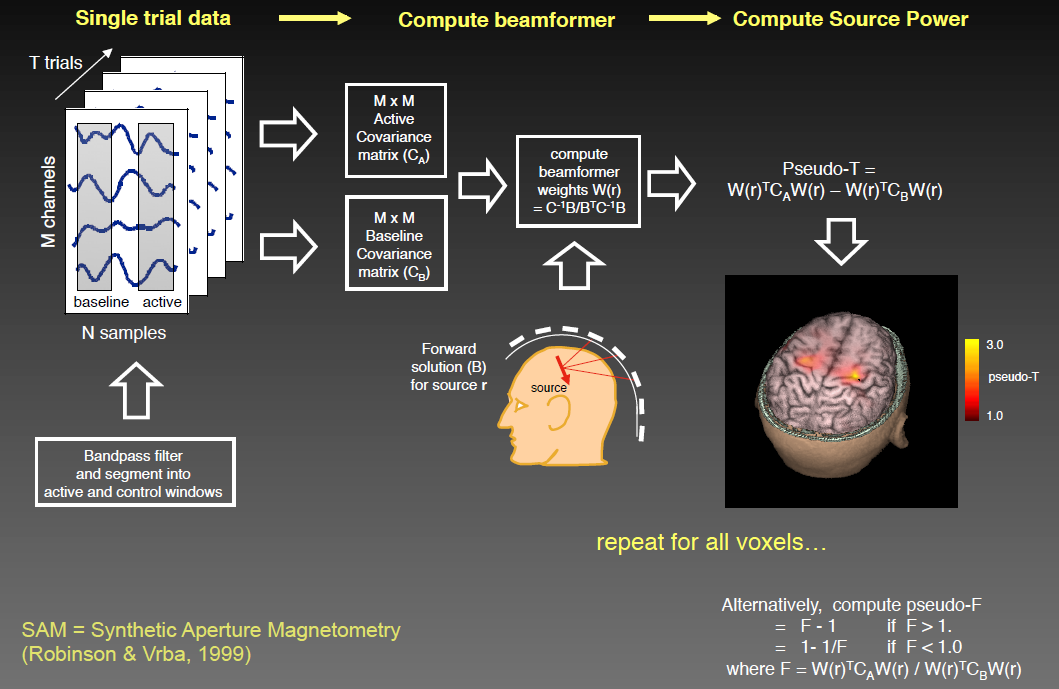 Single trial data
Compute beamformer
Compute Source Power
T trials
M channels
baseline active
N samples
Bandpass filter
and segment into
active and control windows
M x M
Active
Covariance
matrix (C_A)
M x M
Baseline
Covariance
matrix (C_B)
compute
beamformer
weights W(r)
= C⁻¹B/BᵀC⁻¹B
Forward
solution (B)
for source r
source
Pseudo-T =
W(r)ᵀC_AW(r) – W(r)ᵀC_BW(r)
3.0
pseudo-T
1.0
repeat for all voxels…
SAM = Synthetic Aperture Magnetometry
(Robinson & Vrba, 1999)
Alternatively, compute pseudo-F
= F - 1 if F > 1.
= 1- 1/F if F < 1.0
where F = W(r)ᵀC_AW(r) / W(r)ᵀC_BW(r)